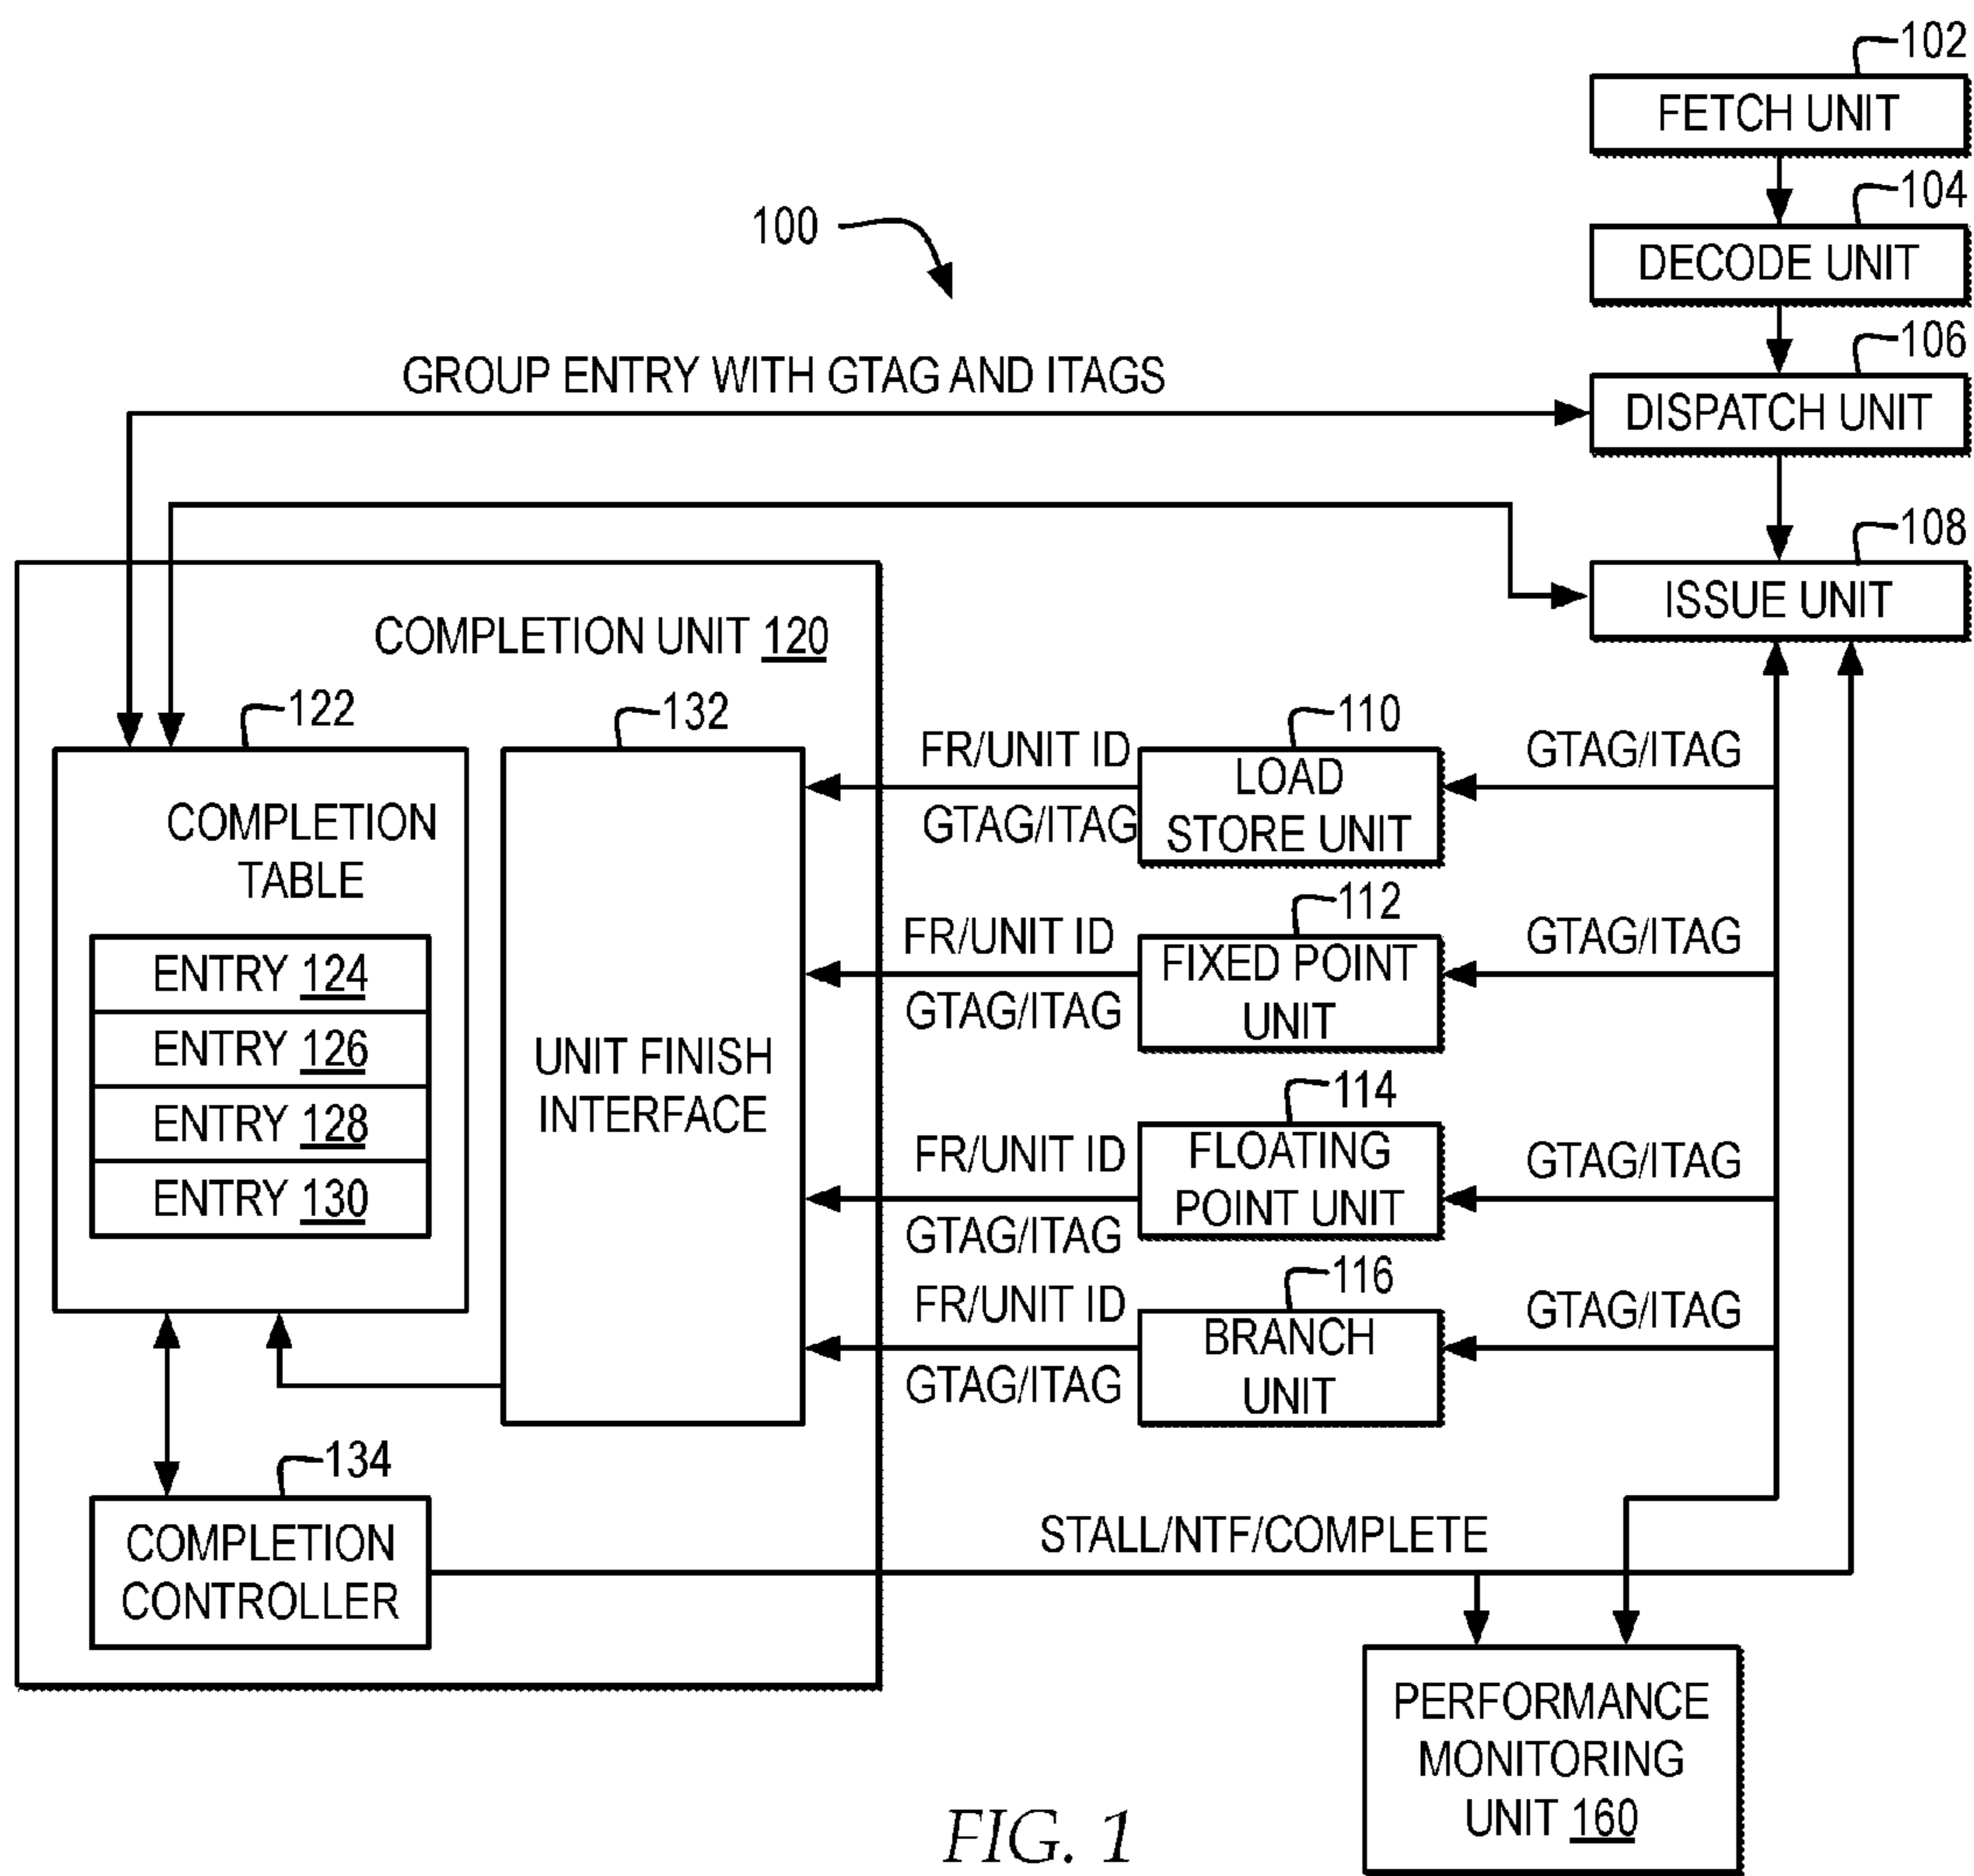 102
FETCH UNIT
104
100
DECODE UNIT
106
GROUP ENTRY WITH GTAG AND ITAGS
DISPATCH UNIT
108
ISSUE UNIT
COMPLETION UNIT 120
122
132
110
FR/UNIT ID
GTAG/ITAG
LOAD
STORE UNIT
GTAG/ITAG
COMPLETION
TABLE
112
FR/UNIT ID
GTAG/ITAG
FIXED POINT
UNIT
GTAG/ITAG
ENTRY 124
ENTRY 126
ENTRY 128
ENTRY 130
UNIT FINISH
INTERFACE
114
FR/UNIT ID
GTAG/ITAG
FLOATING
POINT UNIT
GTAG/ITAG
116
FR/UNIT ID
GTAG/ITAG
BRANCH
UNIT
GTAG/ITAG
134
COMPLETION
CONTROLLER
STALL/NTF/COMPLETE
PERFORMANCE
MONITORING
UNIT 160
FIG. 1